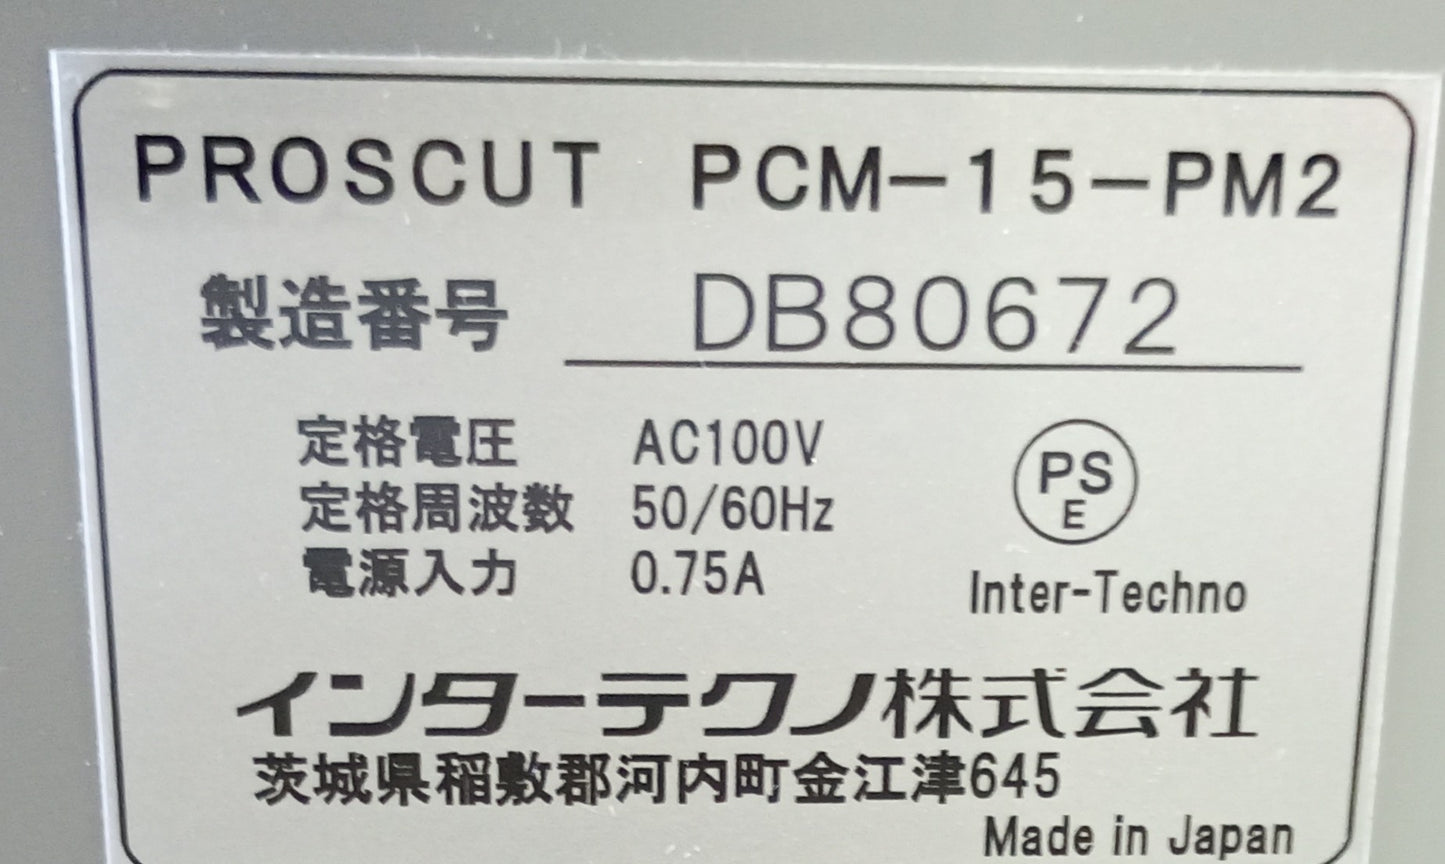 PROSCUT PCM-15-PM2
製造番号 DB80672
定格電圧 AC100V
定格周波数 50/60Hz
電源入力 0.75A
PS
E
Inter-Techno
インターテクノ株式会社
茨城県稲敷郡河内町金江津645
Made in Japan